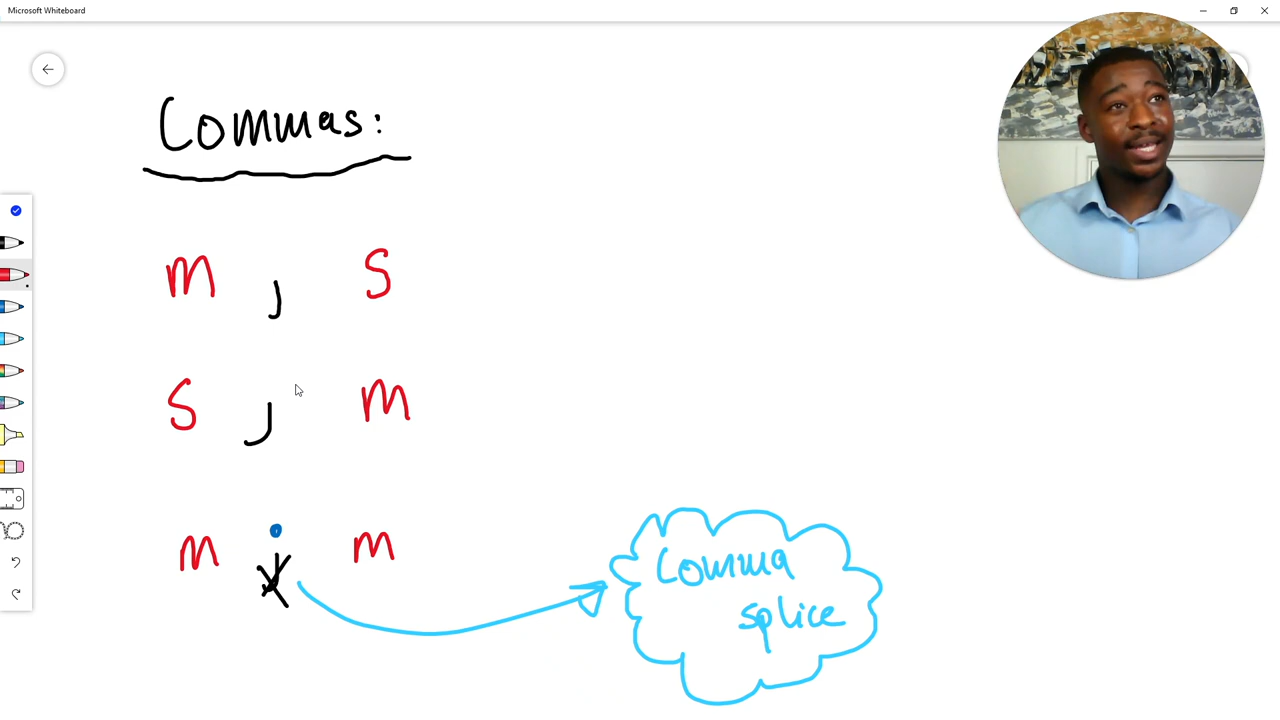 Microsoft Whiteboard
Commas:
m , s
s , m
m , m
Comma
splice